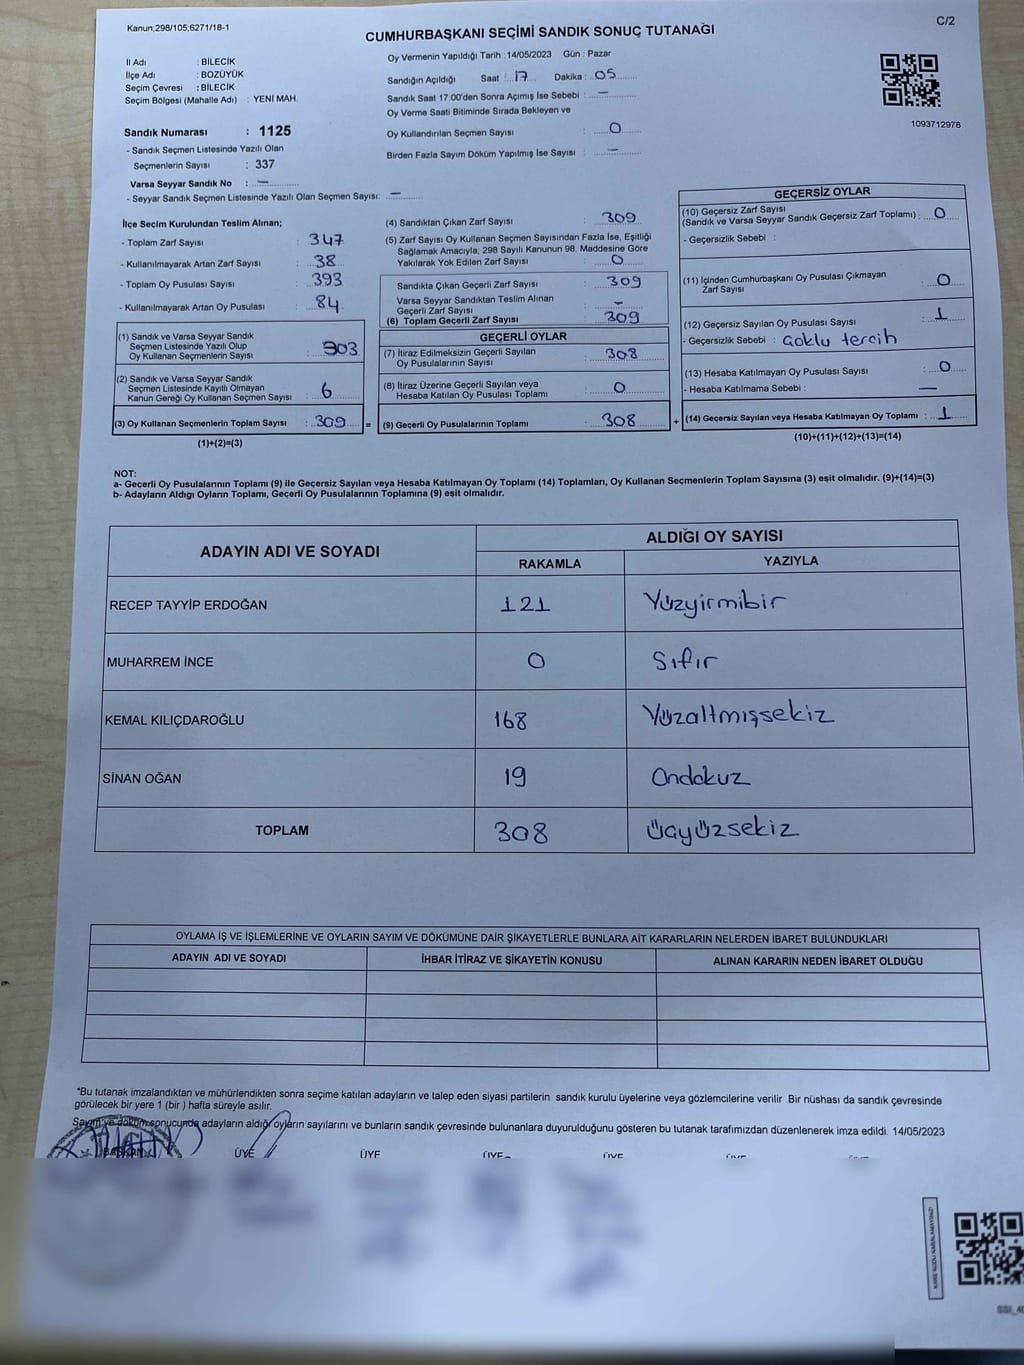 Kanun;298/105;6271/18-1
C/2
CUMHURBAŞKANI SEÇİMİ SANDIK SONUÇ TUTANAĞI
İl Adı : BİLECİK
İlçe Adı : BOZÜYÜK
Seçim Çevresi : BİLECİK
Seçim Bölgesi (Mahalle Adı) : YENİ MAH.
Sandık Numarası : 1125
- Sandık Seçmen Listesinde Yazılı Olan
Seçmenlerin Sayısı : 337
Varsa Seyyar Sandık No : —
- Seyyar Sandık Seçmen Listesinde Yazılı Olan Seçmen Sayısı: —
Oy Vermenin Yapıldığı Tarih : 14/05/2023 Gün : Pazar
Sandığın Açıldığı Saat : 17 Dakika : 05
Sandık Saat 17.00'den Sonra Açımış İse Sebebi : —
Oy Verme Saati Bitiminde Sırada Bekleyen ve
Oy Kullandırılan Seçmen Sayısı : 0
Birden Fazla Sayım Döküm Yapılmış İse Sayısı : —
1093712978
İlçe Seçim Kurulundan Teslim Alınan;
- Toplam Zarf Sayısı : 347
- Kullanılmayarak Artan Zarf Sayısı : 38
- Toplam Oy Pusulası Sayısı : 393
- Kullanılmayarak Artan Oy Pusulası : 84
(1) Sandık ve Varsa Seyyar Sandık
Seçmen Listesinde Yazılı Olup
Oy Kullanan Seçmenlerin Sayısı : 303
(2) Sandık ve Varsa Seyyar Sandık
Seçmen Listesinde Kayıtlı Olmayan
Kanun Gereği Oy Kullanan Seçmen Sayısı : 6
(3) Oy Kullanan Seçmenlerin Toplam Sayısı : 309 =
(1)+(2)=(3)
(4) Sandıktan Çıkan Zarf Sayısı : 309
(5) Zarf Sayısı Oy Kullanan Seçmen Sayısından Fazla İse, Eşitliği
Sağlamak Amacıyla; 298 Sayılı Kanunun 98. Maddesine Göre
Yakılarak Yok Edilen Zarf Sayısı : 0
Sandıkta Çıkan Geçerli Zarf Sayısı : 309
Varsa Seyyar Sandıktan Teslim Alınan
Geçerli Zarf Sayısı : —
(6) Toplam Geçerli Zarf Sayısı : 309
GEÇERLİ OYLAR
(7) İtiraz Edilmeksizin Geçerli Sayılan
Oy Pusulalarının Sayısı : 308
(8) İtiraz Üzerine Geçerli Sayılan veya
Hesaba Katılan Oy Pusulası Toplamı : 0
(9) Geçerli Oy Pusulalarının Toplamı : 308 +
GEÇERSİZ OYLAR
(10) Geçersiz Zarf Sayısı
(Sandık ve Varsa Seyyar Sandık Geçersiz Zarf Toplamı) : 0
- Geçersizlik Sebebi :
(11) İçinden Cumhurbaşkanı Oy Pusulası Çıkmayan
Zarf Sayısı : 0
(12) Geçersiz Sayılan Oy Pusulası Sayısı : 1
- Geçersizlik Sebebi : Çoklu tercih
(13) Hesaba Katılmayan Oy Pusulası Sayısı : 0
- Hesaba Katılmama Sebebi : —
(14) Geçersiz Sayılan veya Hesaba Katılmayan Oy Toplamı : 1
(10)+(11)+(12)+(13)=(14)
NOT:
a- Geçerli Oy Pusulalarının Toplamı (9) ile Geçersiz Sayılan veya Hesaba Katılmayan Oy Toplamı (14) Toplamları, Oy Kullanan Seçmenlerin Toplam Sayısına (3) eşit olmalıdır. (9)+(14)=(3)
b- Adayların Aldığı Oyların Toplamı, Geçerli Oy Pusulalarının Toplamına (9) eşit olmalıdır.
ADAYIN ADI VE SOYADI
ALDIĞI OY SAYISI
RAKAMLA YAZIYLA
RECEP TAYYİP ERDOĞAN 121 Yüzyirmibir
MUHARREM İNCE 0 Sıfır
KEMAL KILIÇDAROĞLU 168 Yüzaltmışsekiz
SİNAN OĞAN 19 Ondokuz
TOPLAM 308 Üçyüzsekiz
OYLAMA İŞ VE İŞLEMLERİNE VE OYLARIN SAYIM VE DÖKÜMÜNE DAİR ŞİKAYETLERLE BUNLARA AİT KARARLARIN NELERDEN İBARET BULUNDUKLARI
ADAYIN ADI VE SOYADI İHBAR İTİRAZ VE ŞİKAYETİN KONUSU ALINAN KARARIN NEDEN İBARET OLDUĞU
*Bu tutanak imzalandıktan ve mühürlendikten sonra seçime katılan adayların ve talep eden siyasi partilerin sandık kurulu üyelerine veya gözlemcilerine verilir .Bir nüshası da sandık çevresinde
görülecek bir yere 1 (bir ) hafta süreyle asılır.
Sayım ve döküm sonucunda adayların aldığı oyların sayılarını ve bunların sandık çevresinde bulunanlara duyurulduğunu gösteren bu tutanak tarafımızdan düzenlenerek imza edildi. 14/05/2023
BAŞKAN ÜYE ÜYE ÜYE ÜYE